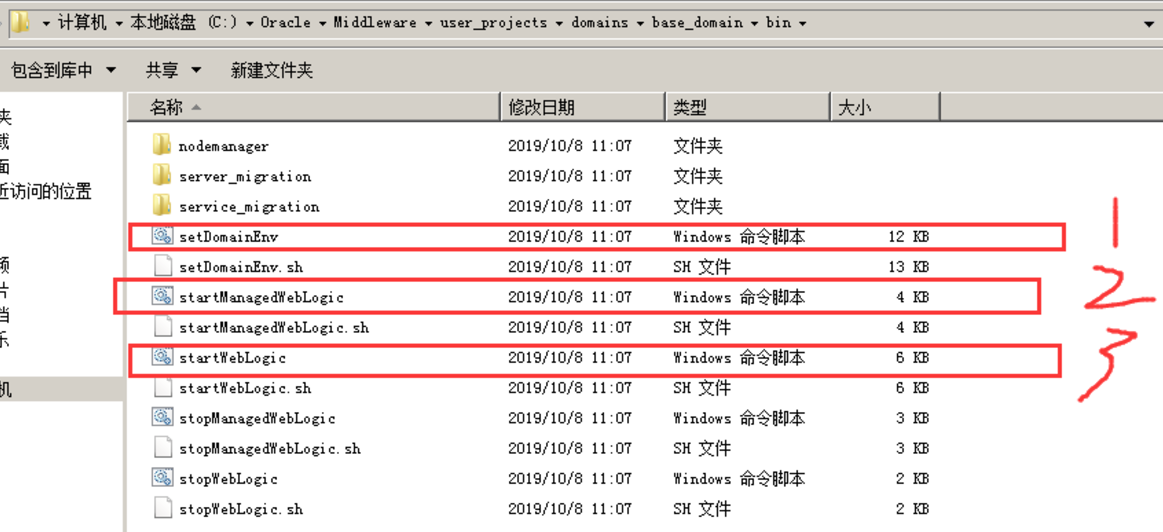 计算机 本地磁盘 (C:) Oracle Middleware user_projects domains base_domain bin
包含到库中 共享 新建文件夹
名称 修改日期 类型 大小
夹
nodemanager 2019/10/8 11:07 文件夹
面
server_migration 2019/10/8 11:07 文件夹
近访问的位置
service_migration 2019/10/8 11:07 文件夹
setDomainEnv 2019/10/8 11:07 Windows 命令脚本 12 KB 1
setDomainEnv.sh 2019/10/8 11:07 SH 文件 13 KB
startManagedWebLogic 2019/10/8 11:07 Windows 命令脚本 4 KB 2
startManagedWebLogic.sh 2019/10/8 11:07 SH 文件 4 KB
startWebLogic 2019/10/8 11:07 Windows 命令脚本 6 KB 3
机
startWebLogic.sh 2019/10/8 11:07 SH 文件 6 KB
stopManagedWebLogic 2019/10/8 11:07 Windows 命令脚本 3 KB
stopManagedWebLogic.sh 2019/10/8 11:07 SH 文件 3 KB
stopWebLogic 2019/10/8 11:07 Windows 命令脚本 2 KB
stopWebLogic.sh 2019/10/8 11:07 SH 文件 2 KB